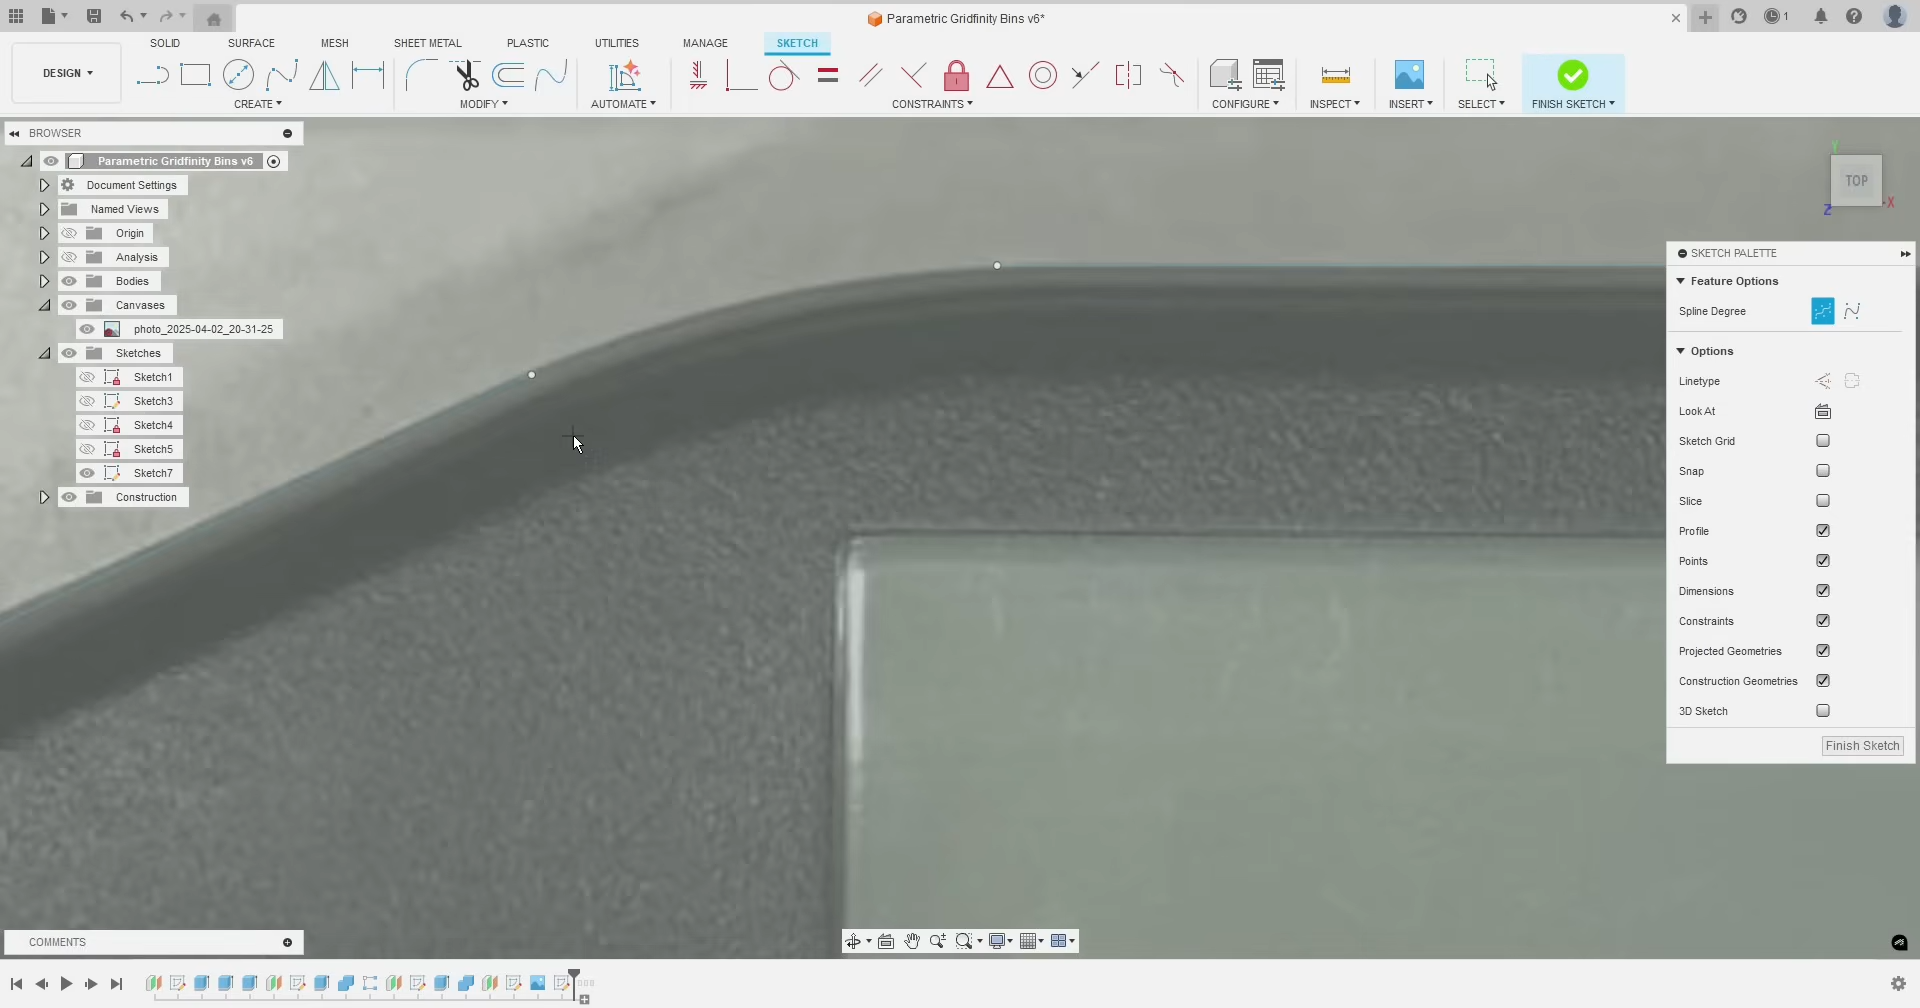 Parametric Gridfinity Bins v6*
1
DESIGN
SOLID
SURFACE
MESH
SHEET METAL
PLASTIC
UTILITIES
MANAGE
SKETCH
CREATE
MODIFY
AUTOMATE
CONSTRAINTS
CONFIGURE
INSPECT
INSERT
SELECT
FINISH SKETCH
BROWSER
Parametric Gridfinity Bins v6
Document Settings
Named Views
Origin
Analysis
Bodies
Canvases
photo_2025-04-02_20-31-25
Sketches
Sketch1
Sketch3
Sketch4
Sketch5
Sketch7
Construction
Y
TOP
Z
X
SKETCH PALETTE
Feature Options
Spline Degree
Options
Linetype
Look At
Sketch Grid
Snap
Slice
Profile
Points
Dimensions
Constraints
Projected Geometries
Construction Geometries
3D Sketch
Finish Sketch
COMMENTS